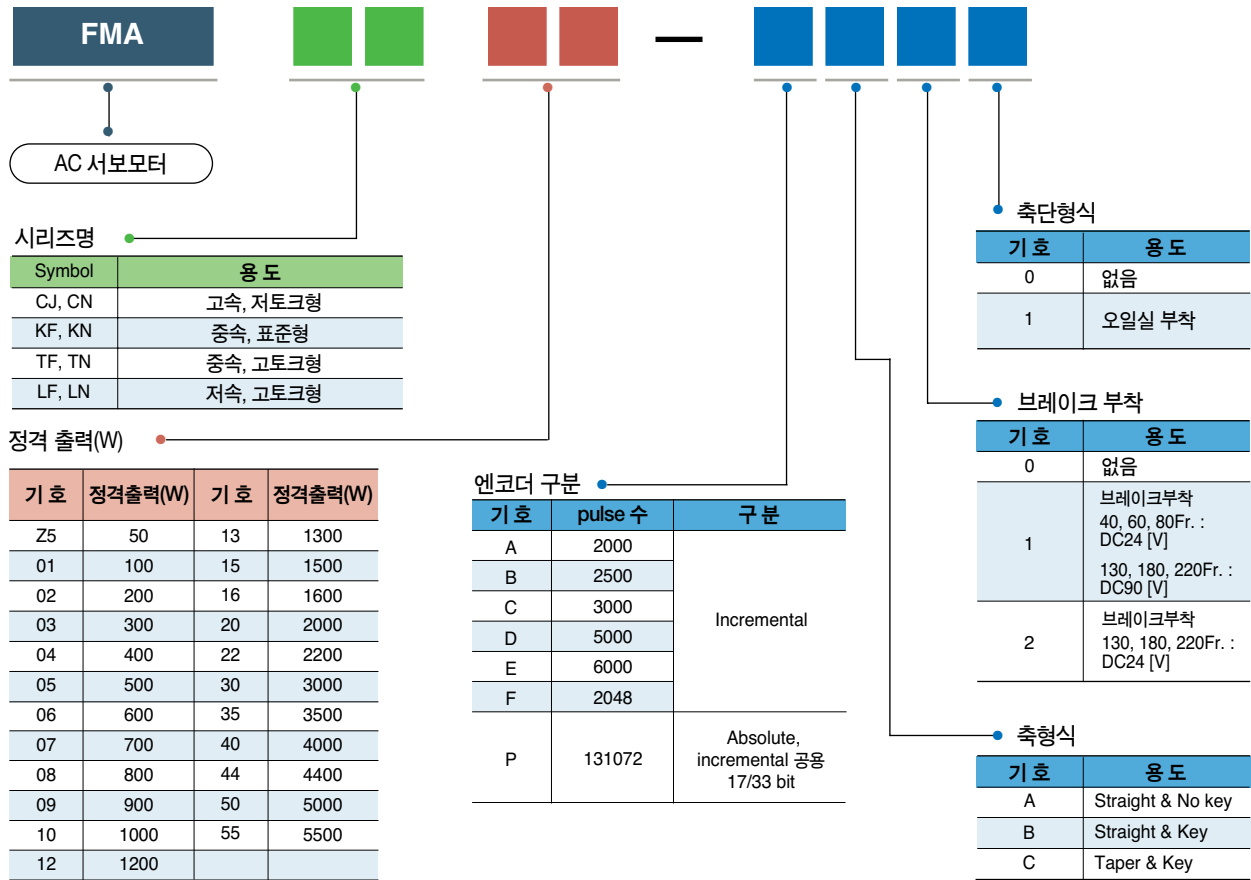 FMA
—
AC 서보모터
시리즈명
Symbol 용 도
CJ, CN 고속, 저토크형
KF, KN 중속, 표준형
TF, TN 중속, 고토크형
LF, LN 저속, 고토크형
정격 출력(W)
기 호 정격출력(W) 기 호 정격출력(W)
Z5 50 13 1300
01 100 15 1500
02 200 16 1600
03 300 20 2000
04 400 22 2200
05 500 30 3000
06 600 35 3500
07 700 40 4000
08 800 44 4400
09 900 50 5000
10 1000 55 5500
12 1200
엔코더 구분
기 호 pulse 수 구 분
A 2000
B 2500
C 3000
D 5000
E 6000
F 2048
Incremental
P 131072
Absolute,
incremental 공용
17/33 bit
축단형식
기 호 용 도
0 없음
1 오일실 부착
브레이크 부착
기 호 용 도
0 없음
1
브레이크부착
40, 60, 80Fr. :
DC24 [V]
130, 180, 220Fr. :
DC90 [V]
2
브레이크부착
130, 180, 220Fr. :
DC24 [V]
축형식
기 호 용 도
A Straight & No key
B Straight & Key
C Taper & Key